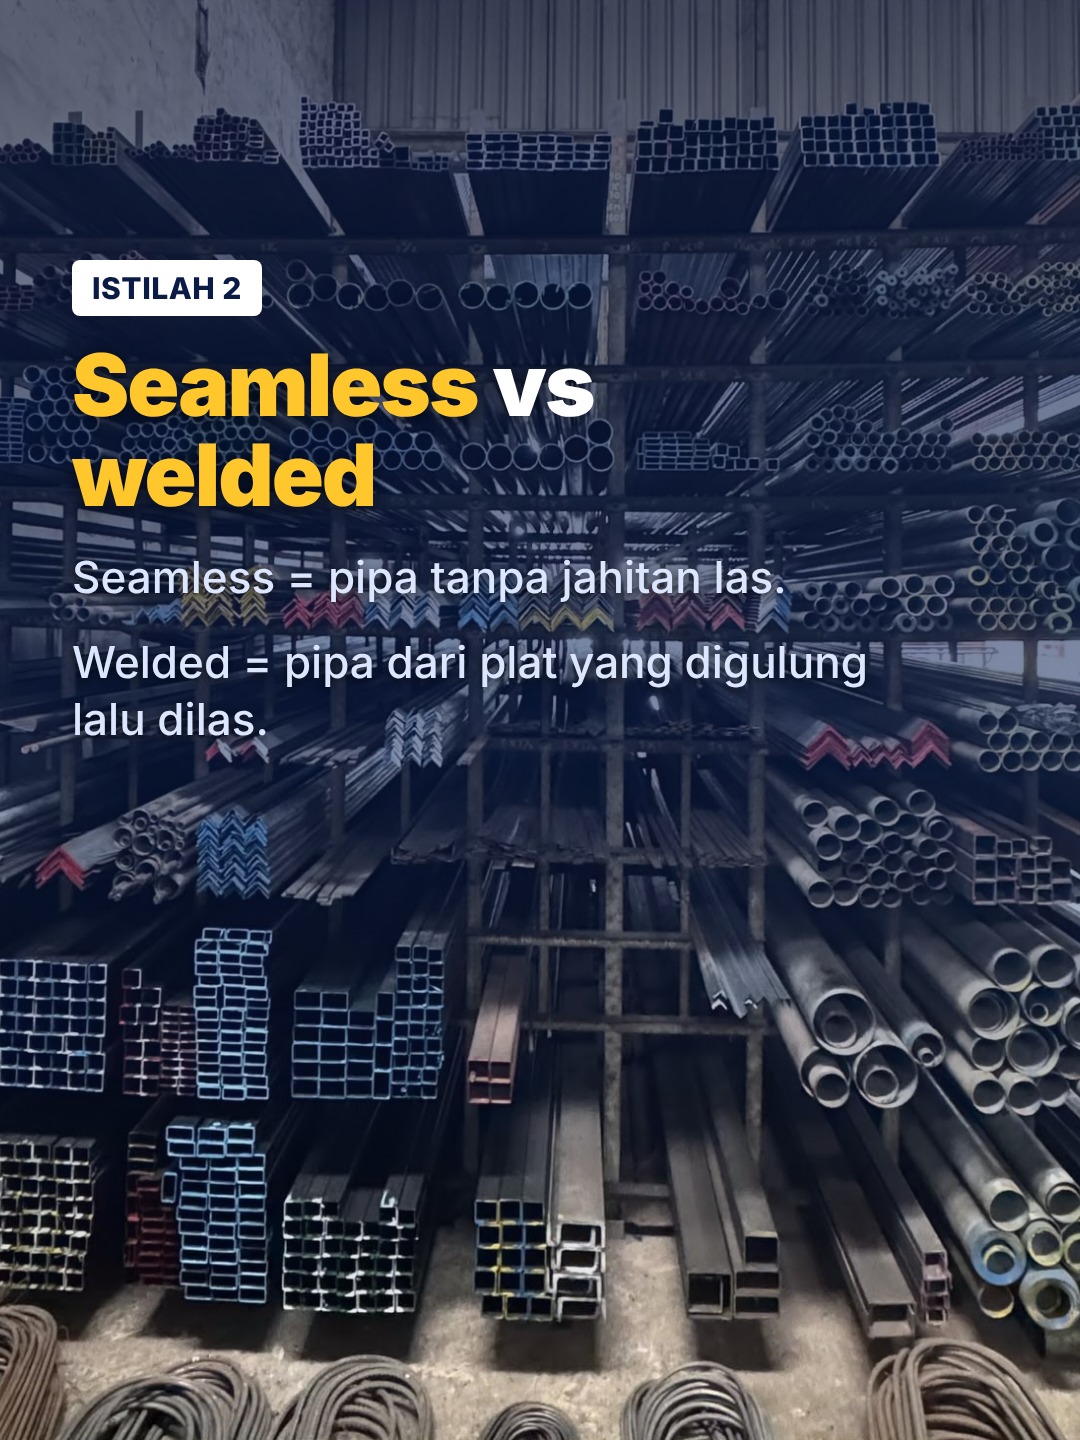 ISTILAH 2
Seamless vs
welded
Seamless = pipa tanpa jahitan las.
Welded = pipa dari plat yang digulung
lalu dilas.